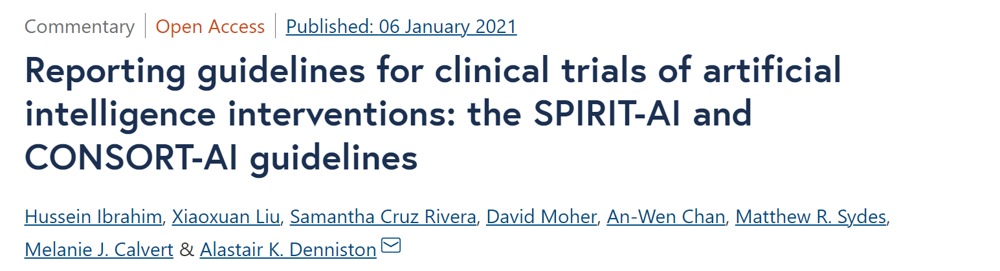 Commentary | Open Access | Published: 06 January 2021
Reporting guidelines for clinical trials of artificial
intelligence interventions: the SPIRIT-AI and
CONSORT-AI guidelines
Hussein Ibrahim, Xiaoxuan Liu, Samantha Cruz Rivera, David Moher, An-Wen Chan, Matthew R. Sydes,
Melanie J. Calvert & Alastair K. Denniston